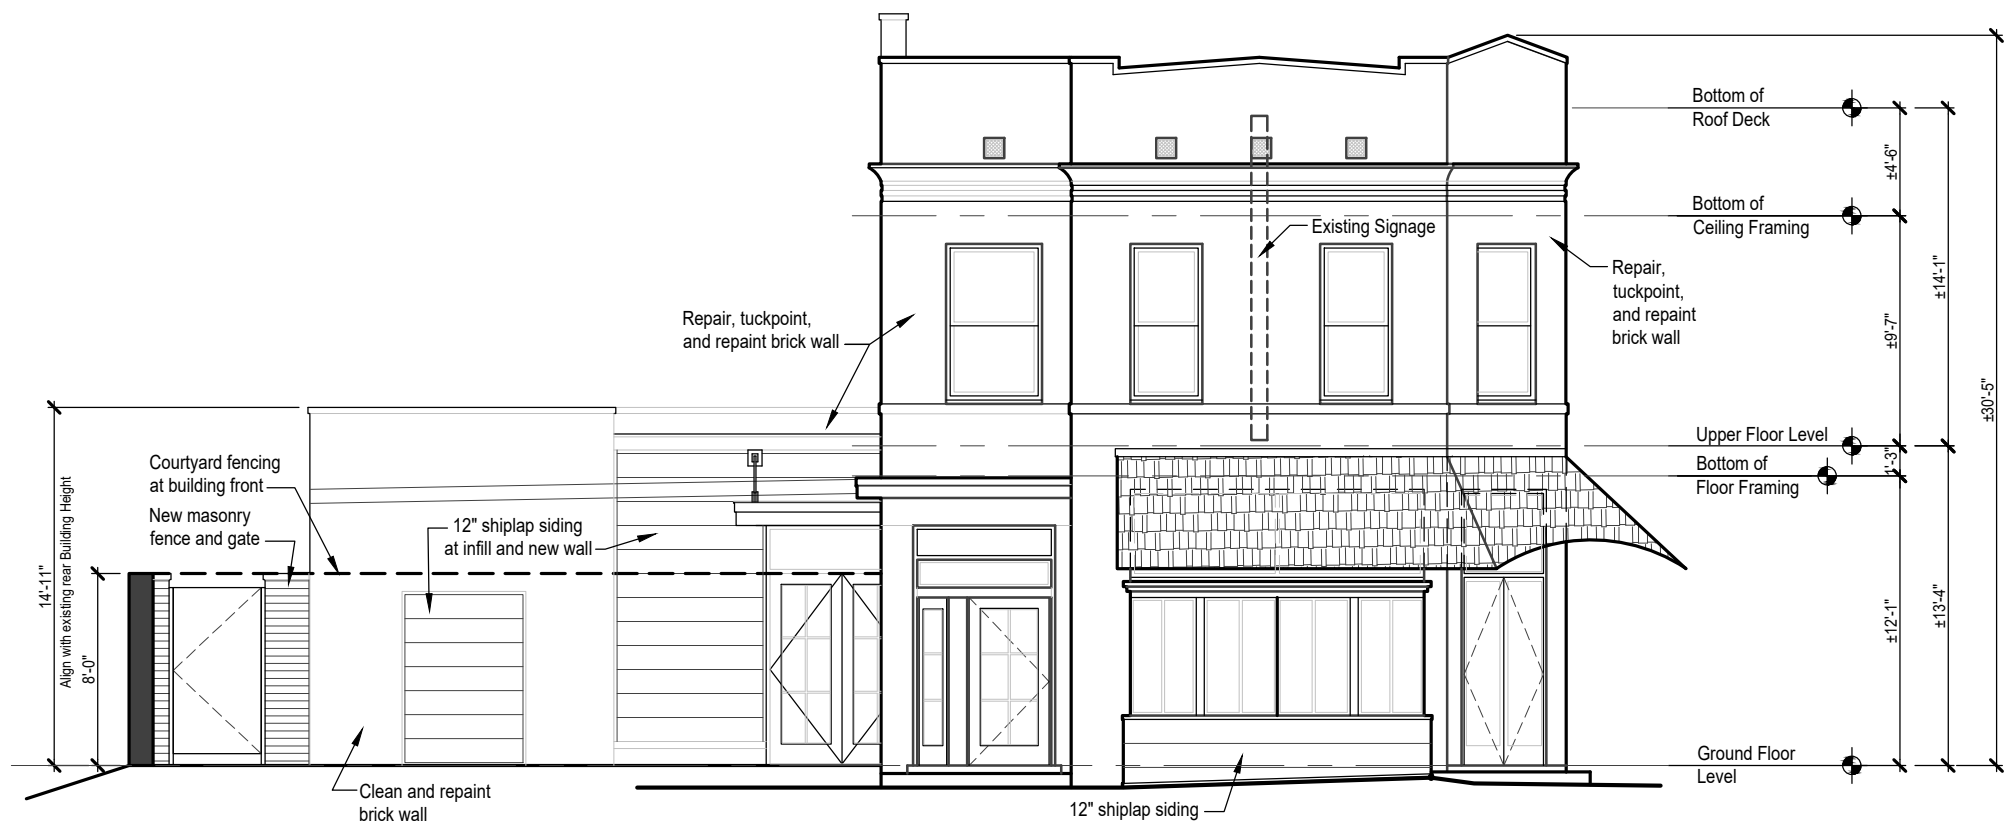 Bottom of
Roof Deck
±4'-6"
Bottom of
Ceiling Framing
Existing Signage
Repair,
tuckpoint,
and repaint
brick wall
±14'-1"
±9'-7"
±30'-5"
Repair, tuckpoint,
and repaint brick wall
Upper Floor Level
1'-3"
Bottom of
Floor Framing
Courtyard fencing
at building front
New masonry
fence and gate
12" shiplap siding
at infill and new wall
14'-11"
Align with existing rear Building Height
8'-0"
±12'-1"
±13'-4"
Ground Floor
Level
Clean and repaint
brick wall
12" shiplap siding